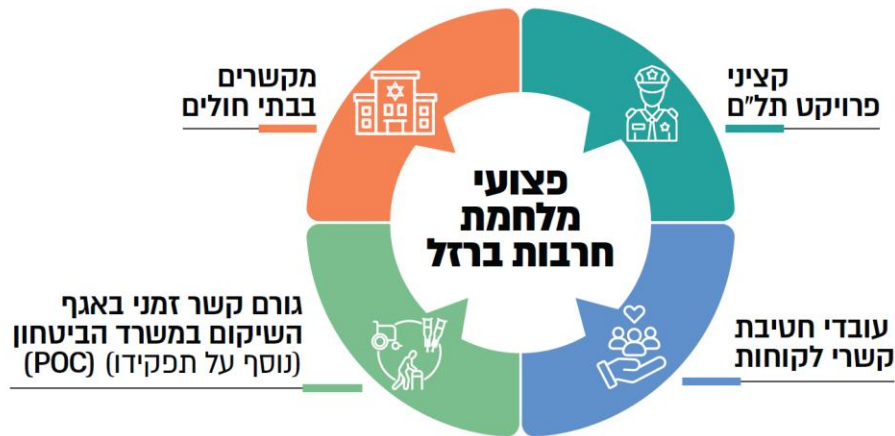 קציני
פרויקט תל"ם
מקשרים
בבתי חולים
פצועי
מלחמת
חרבות ברזל
עובדי חטיבת
קשרי לקוחות
גורם קשר זמני באגף
השיקום במשרד הביטחון
(נוסף על תפקידו) (POC)